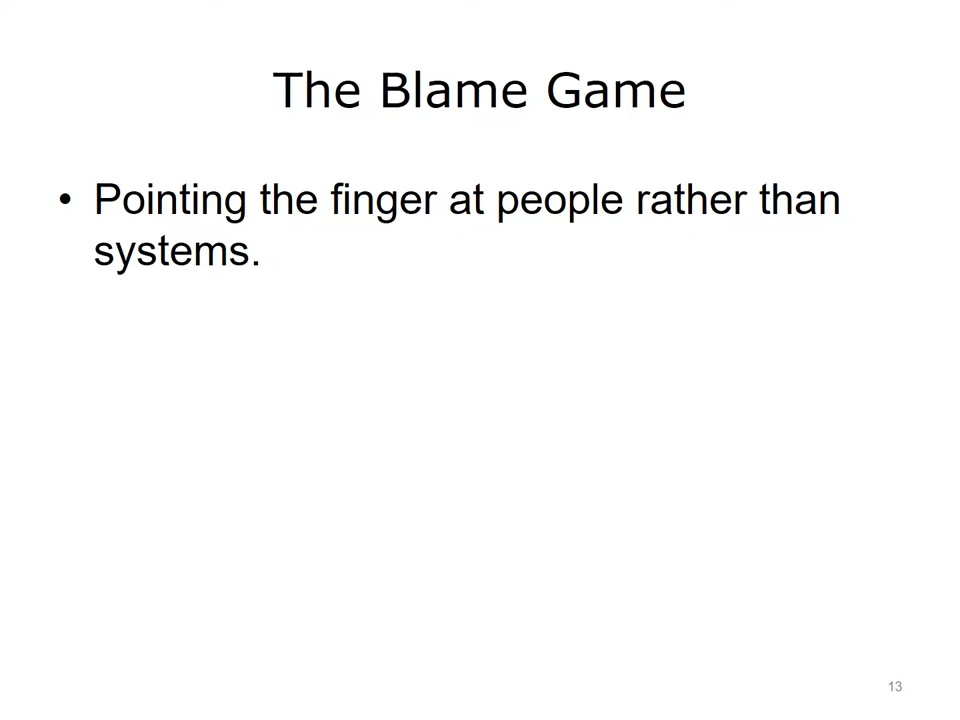 The Blame Game
• Pointing the finger at people rather than
systems.
13